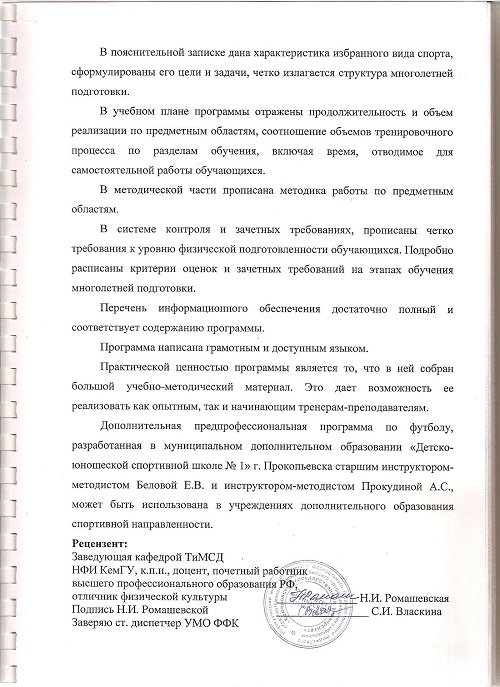 В пояснительной записке дана характеристика избранного вида спорта,
сформулированы его цели и задачи, четко излагается структура многолетней
подготовки.
В учебном плане программы отражены продолжительность и объем
реализации по предметным областям, соотношение объемов тренировочного
процесса по разделам обучения, включая время, отводимое для
самостоятельной работы обучающихся.
В методической части прописана методика работы по предметным
областям.
В системе контроля и зачетных требованиях, прописаны четко
требования к уровню физической подготовленности обучающихся. Подробно
расписаны критерии оценок и зачетных требований на этапах обучения
многолетней подготовки.
Перечень информационного обеспечения достаточно полный и
соответствует содержанию программы.
Программа написана грамотным и доступным языком.
Практической ценностью программы является то, что в ней собран
большой учебно-методический материал. Это дает возможность ее
реализовать как опытным, так и начинающим тренерам-преподавателям.
Дополнительная предпрофессиональная программа по футболу,
разработанная в муниципальном дополнительном образовании «Детско-
юношеской спортивной школе № 1» г. Прокопьевска старшим инструктором-
методистом Беловой Е.В. и инструктором-методистом Прокудиной А.С.,
может быть использована в учреждениях дополнительного образования
спортивной направленности.
Рецензент:
Заведующая кафедрой ТиМСД
НФИ КемГУ, к.п.н., доцент, почетный работник
высшего профессионального образования РФ,
отличник физической культуры Н.И. Ромашевская
Подпись Н.И. Ромашевской С.И. Власкина
Заверяю ст. диспетчер УМО ФФК